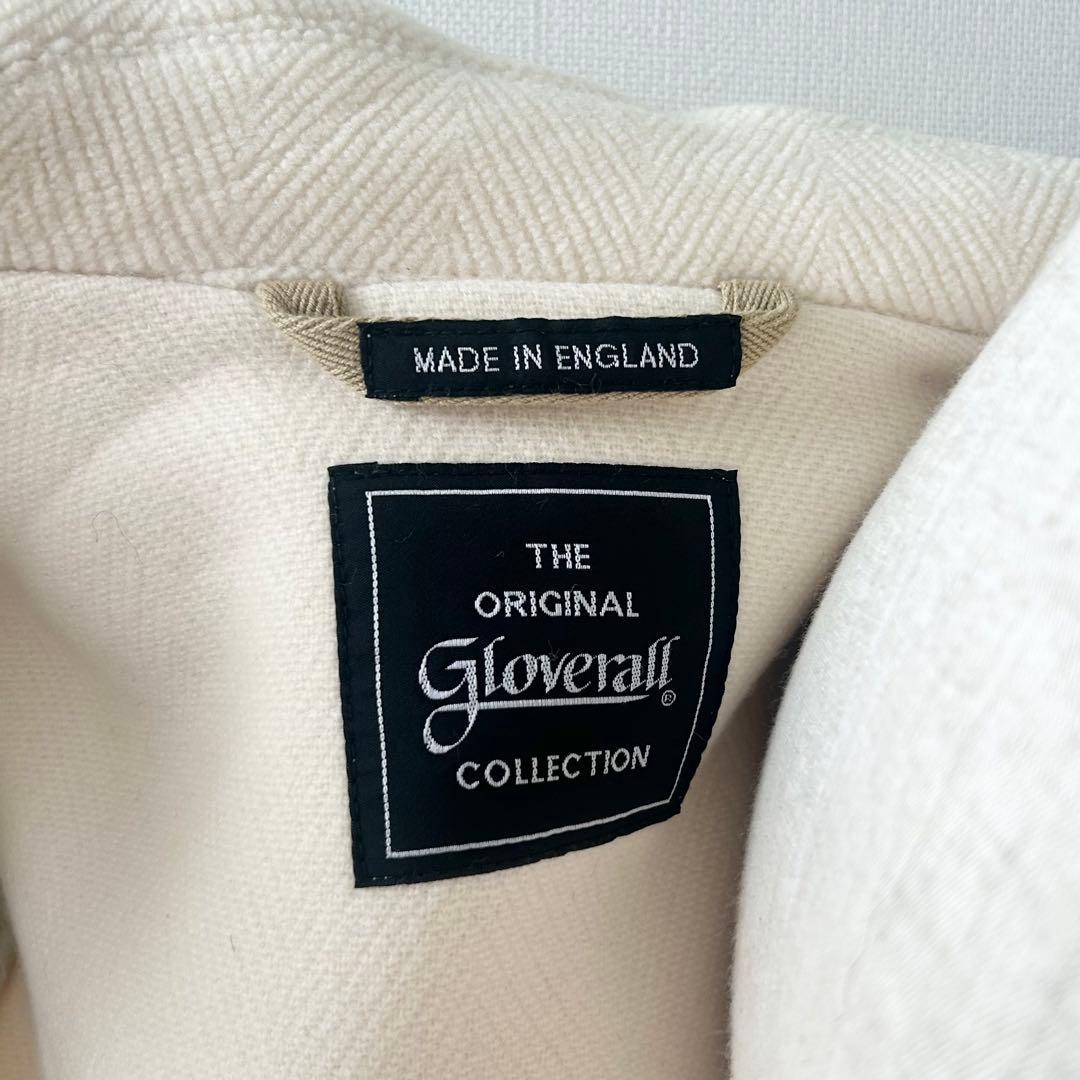 MADE IN ENGLAND
THE
ORIGINAL
Gloverall®
COLLECTION